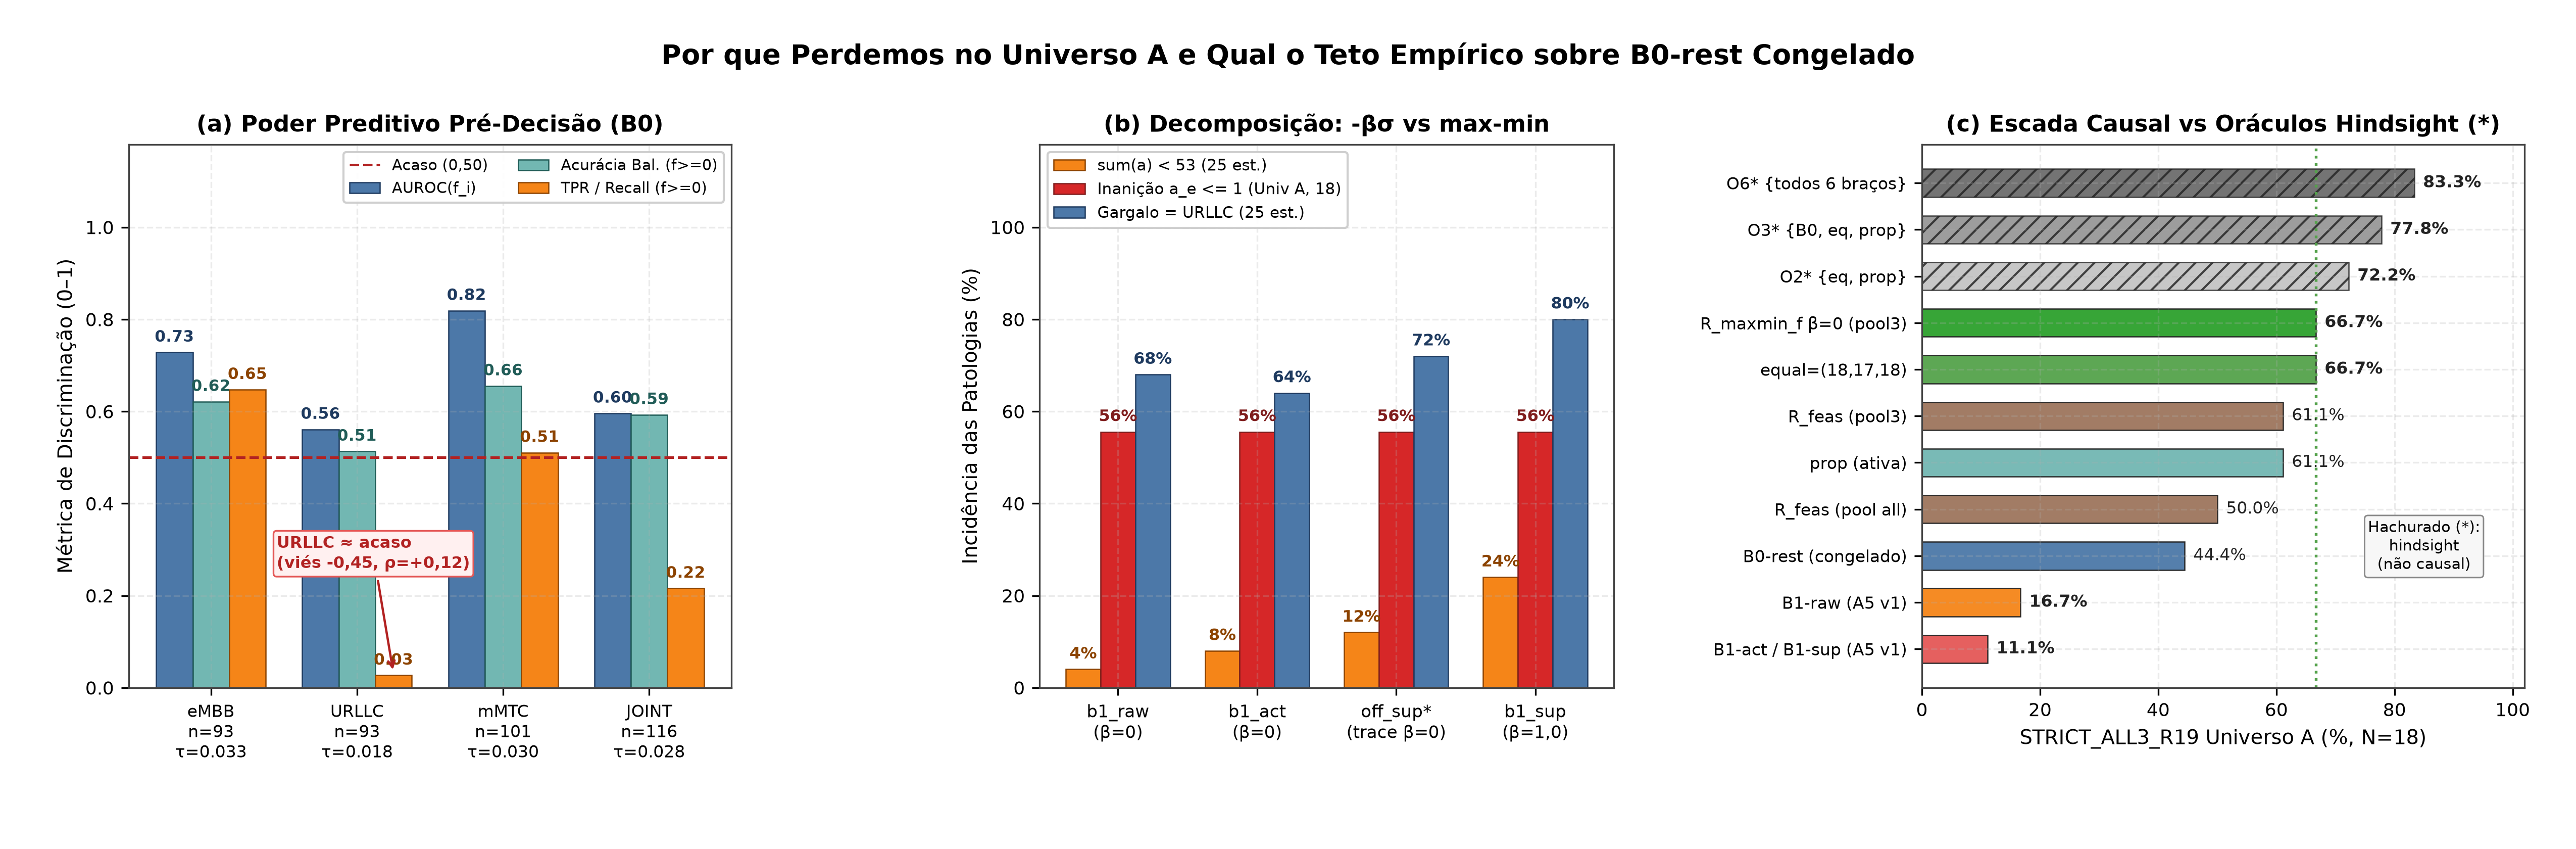 Por que Perdemos no Universo A e Qual o Teto Empírico sobre B0-rest Congelado
(a) Poder Preditivo Pré-Decisão (B0)
Acaso (0,50)
AUROC(f_i)
Acurácia Bal. (f>=0)
TPR / Recall (f>=0)
Métrica de Discriminação (0–1)
1.0
0.8
0.6
0.4
0.2
0.0
0.73
0.62
0.65
0.56
0.51
0.03
0.82
0.66
0.51
0.60
0.59
0.22
URLLC ≈ acaso
(viés -0,45, ρ=+0,12)
eMBB
n=93
τ=0.033
URLLC
n=93
τ=0.018
mMTC
n=101
τ=0.030
JOINT
n=116
τ=0.028
(b) Decomposição: -βσ vs max-min
sum(a) < 53 (25 est.)
Inanição a_e <= 1 (Univ A, 18)
Gargalo = URLLC (25 est.)
Incidência das Patologias (%)
100
80
60
40
20
0
4%
56%
68%
8%
56%
64%
12%
56%
72%
24%
56%
80%
b1_raw
(β=0)
b1_act
(β=0)
off_sup*
(trace β=0)
b1_sup
(β=1,0)
(c) Escada Causal vs Oráculos Hindsight (*)
O6* {todos 6 braços}
83.3%
O3* {B0, eq, prop}
77.8%
O2* {eq, prop}
72.2%
R_maxmin_f β=0 (pool3)
66.7%
equal=(18,17,18)
66.7%
R_feas (pool3)
61.1%
prop (ativa)
61.1%
R_feas (pool all)
50.0%
B0-rest (congelado)
44.4%
B1-raw (A5 v1)
16.7%
B1-act / B1-sup (A5 v1)
11.1%
Hachurado (*):
hindsight
(não causal)
0
20
40
60
80
100
STRICT_ALL3_R19 Universo A (%, N=18)